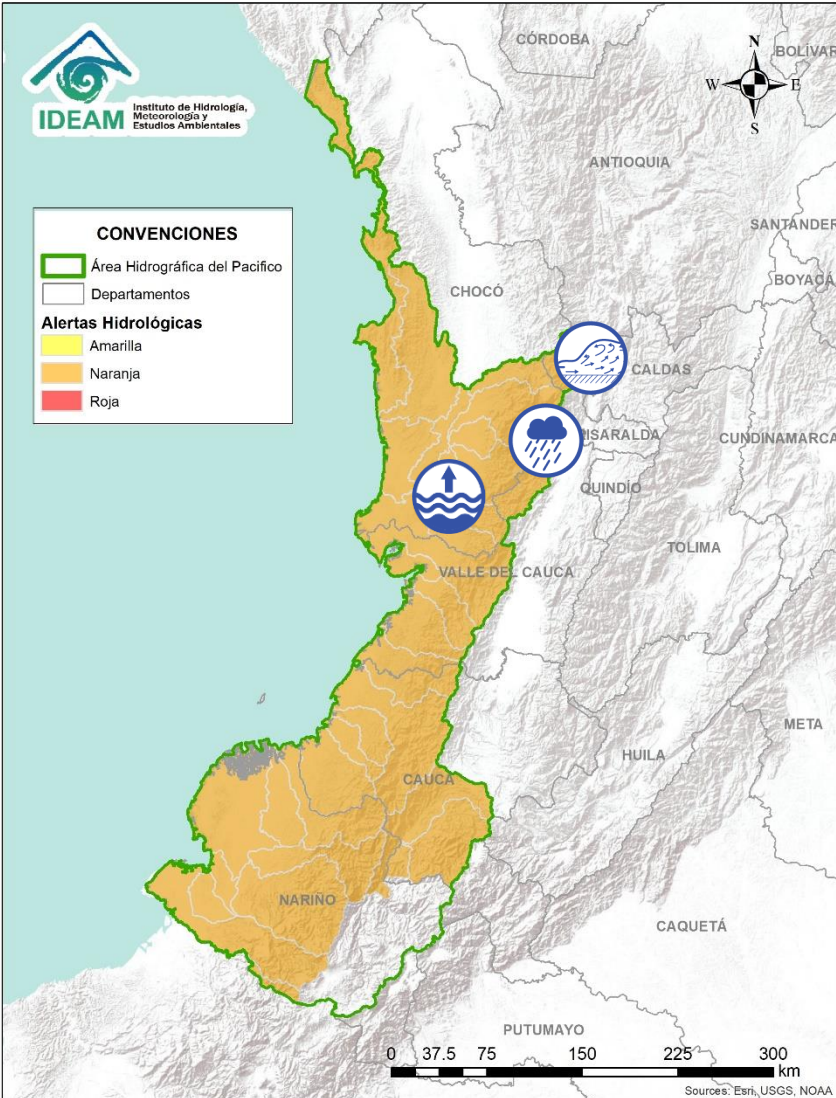 IDEAM
Instituto de Hidrología,
Meteorología y
Estudios Ambientales
CÓRDOBA
BOLÍVAR
N
W
E
S
ANTIOQUIA
SANTANDER
BOYACÁ
CONVENCIONES
Área Hidrográfica del Pacifico
Departamentos
Alertas Hidrológicas
Amarilla
Naranja
Roja
CHOCÓ
CALDAS
RISARALDA
CUNDINAMARCA
QUINDÍO
TOLIMA
VALLE DEL CAUCA
META
HUILA
CAUCA
NARIÑO
CAQUETÁ
PUTUMAYO
0 37.5 75 150 225 300
km
Sources: Esri, USGS, NOAA